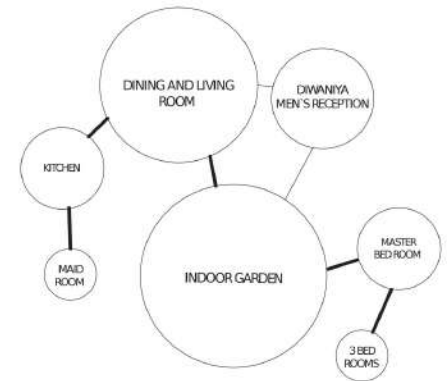 DINING AND LIVING
ROOM
DIWANIYA
MEN`S RECEPTION
KITCHEN
MAID
ROOM
INDOOR GARDEN
MASTER
BED ROOM
3 BED
ROOMS